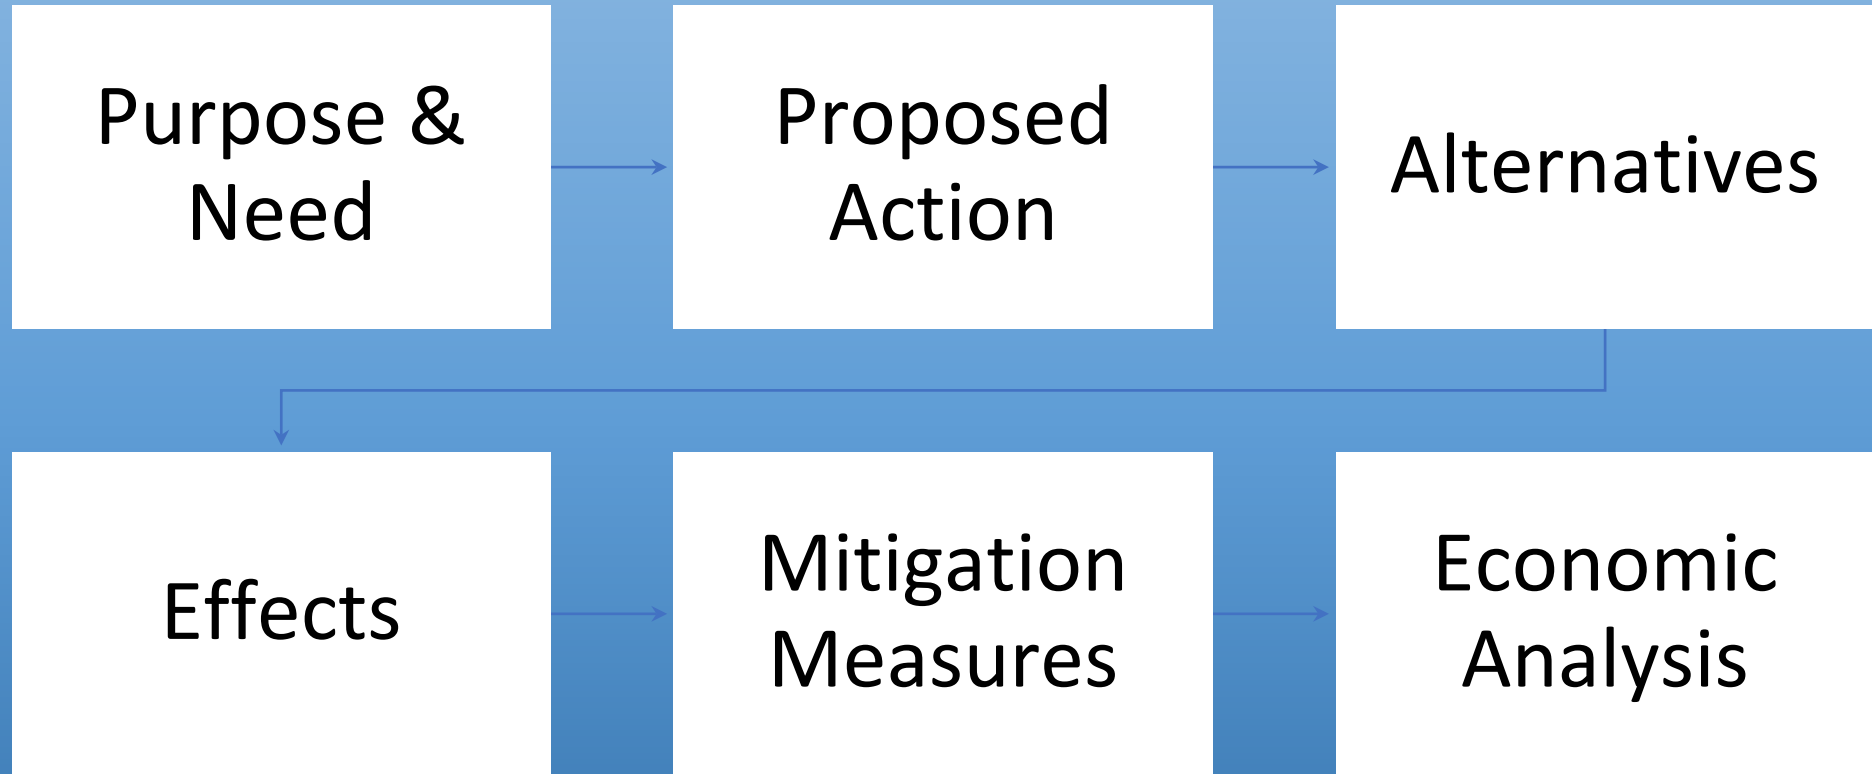 Purpose &
Need
Proposed
Action
Alternatives
Effects
Mitigation
Measures
Economic
Analysis